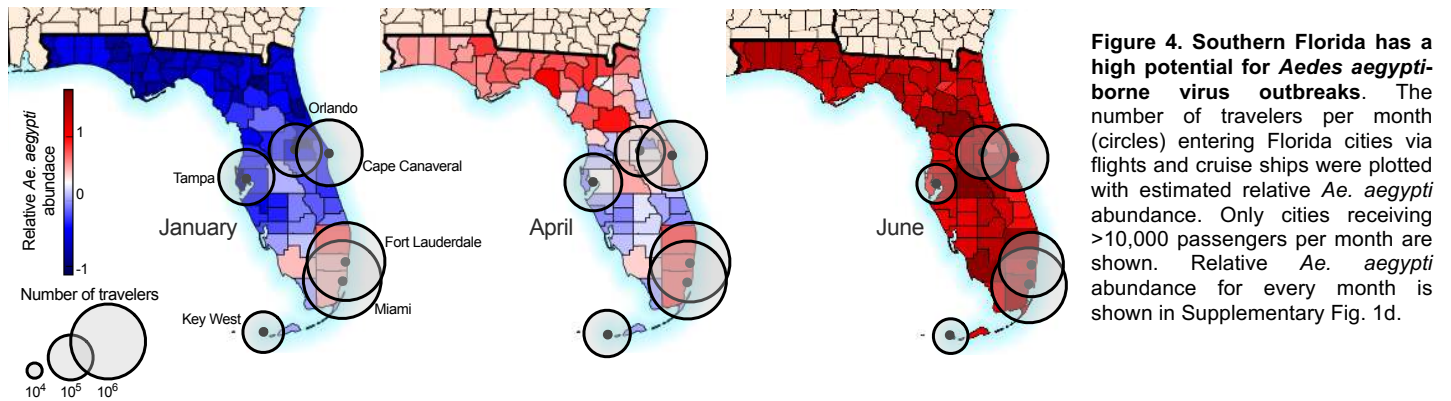 Orlando
Cape Canaveral
Tampa
January
Fort Lauderdale
Miami
Key West
Relative Ae. aegypti
abundace
1
0
-1
Number of travelers
10⁴
10⁵
10⁶
April
June
Figure 4. Southern Florida has a
high potential for Aedes aegypti-
borne virus outbreaks. The
number of travelers per month
(circles) entering Florida cities via
flights and cruise ships were plotted
with estimated relative Ae. aegypti
abundance. Only cities receiving
>10,000 passengers per month are
shown. Relative Ae. aegypti
abundance for every month is
shown in Supplementary Fig. 1d.